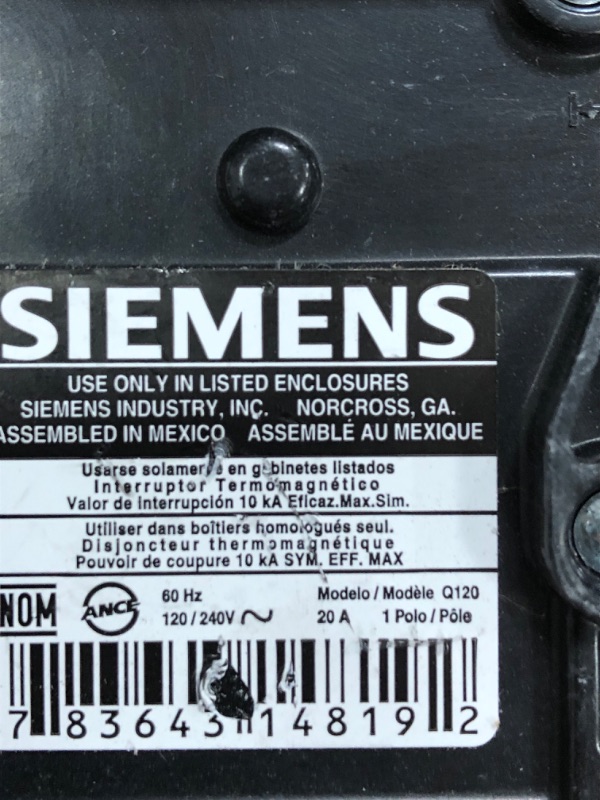 SIEMENS
USE ONLY IN LISTED ENCLOSURES
SIEMENS INDUSTRY, INC. NORCROSS, GA.
ASSEMBLED IN MEXICO ASSEMBLÉ AU MEXIQUE
Usarse solamente en gabinetes listados
Interruptor Termomagnético
Valor de interrupción 10 kA Eficaz.Max.Sim.
Utiliser dans boîtiers homologués seul.
Disjoncteur thermomagnétique
Pouvoir de coupure 10 kA SYM. EFF. MAX
NOM ANCE 60 Hz Modelo / Modèle Q120
120 / 240V ~ 20 A 1 Polo / Pôle
7 83643 14819 2